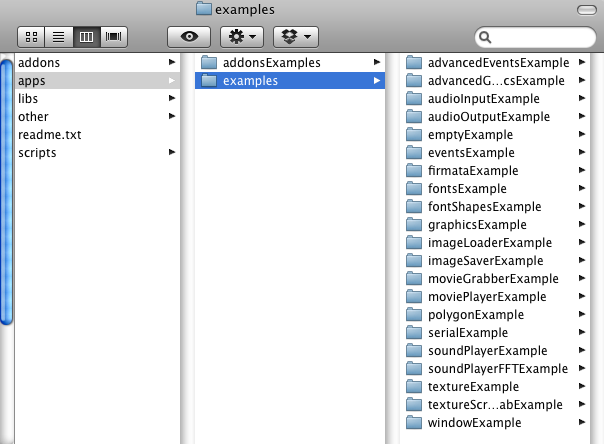 examples
addons
apps
libs
other
readme.txt
scripts
addonsExamples
examples
advancedEventsExample
advancedG...csExample
audioInputExample
audioOutputExample
emptyExample
eventsExample
firmataExample
fontsExample
fontShapesExample
graphicsExample
imageLoaderExample
imageSaverExample
movieGrabberExample
moviePlayerExample
polygonExample
serialExample
soundPlayerExample
soundPlayerFFTExample
textureExample
textureScr...abExample
windowExample